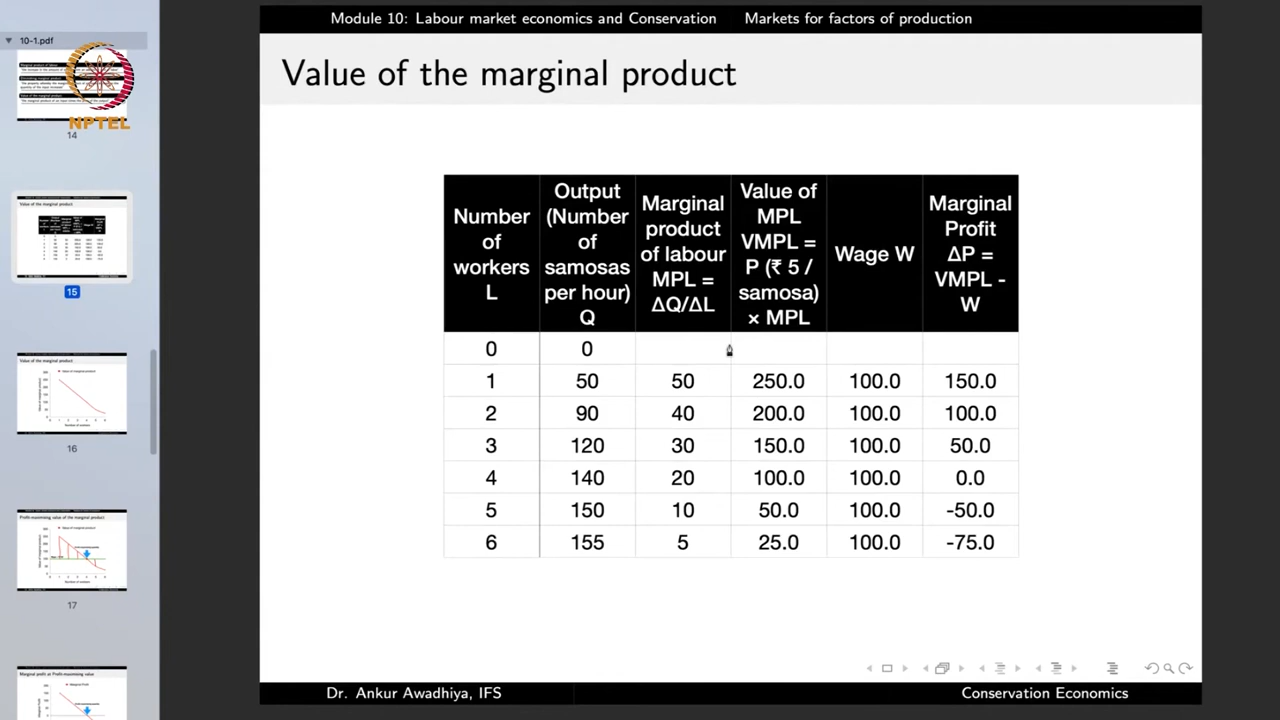 Module 10: Labour market economics and Conservation Markets for factors of production
10-1.pdf
NPTEL
14
15
16
17
Value of the marginal product
Number of workers L
Output (Number of samosas per hour) Q
Marginal product of labour MPL = ΔQ/ΔL
Value of MPL VMPL = P (₹ 5 / samosa) × MPL
Wage W
Marginal Profit ΔP = VMPL - W
0 0
1 50 50 250.0 100.0 150.0
2 90 40 200.0 100.0 100.0
3 120 30 150.0 100.0 50.0
4 140 20 100.0 100.0 0.0
5 150 10 50.0 100.0 -50.0
6 155 5 25.0 100.0 -75.0
Dr. Ankur Awadhiya, IFS Conservation Economics